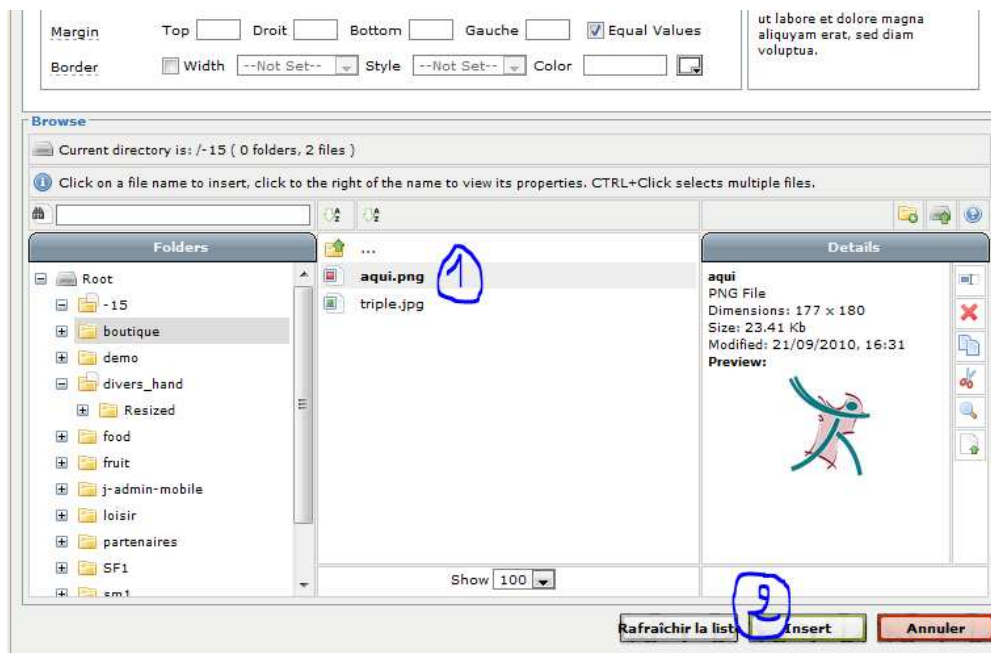 ut labore et dolore magna
Margin Top Droit Bottom Gauche Equal Values aliquyam erat, sed diam
voluptua.
Border Width --Not Set-- Style --Not Set-- Color
Browse
Current directory is: /-15 ( 0 folders, 2 files )
Click on a file name to insert, click to the right of the name to view its properties. CTRL+Click selects multiple files.
Folders ... 1 Details
Root aqui.png aqui
PNG File
-15 triple.jpg Dimensions: 177 x 180
Size: 23.41 Kb
boutique Modified: 21/09/2010, 16:31
demo Preview:
divers_hand
Resized
food
fruit
j-admin-mobile
loisir
partenaires
SF1
sm1 Show 100
2
Rafraîchir la liste Insert Annuler